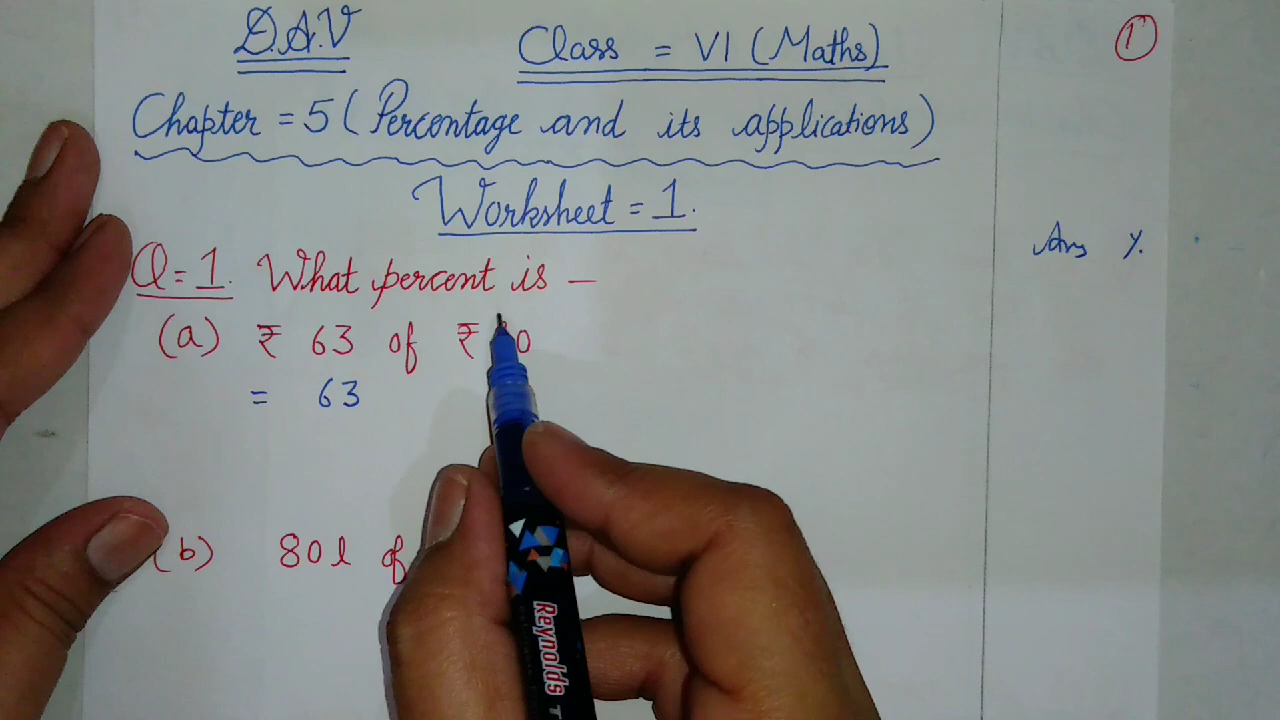 D.A.V Class = VI (Maths) 1
Chapter = 5 (Percentage and its applications)
Worksheet = 1.
Ans %.
Q=1. What percent is —
(a) ₹ 63 of ₹
= 63
(b) 80l of
Reynolds